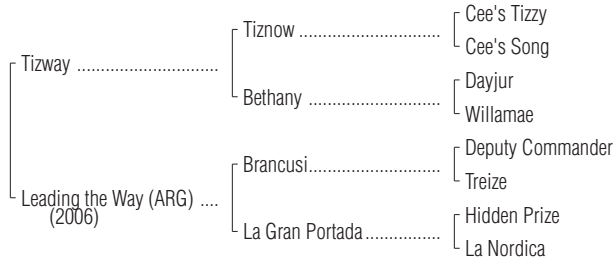 Cee's Tizzy
Tiznow ..............................
Cee's Song
Tizway ..............................
Dayjur
Bethany ............................
Willamae
Deputy Commander
Brancusi............................
Treize
Leading the Way (ARG) ....
(2006)
Hidden Prize
La Gran Portada................
La Nordica